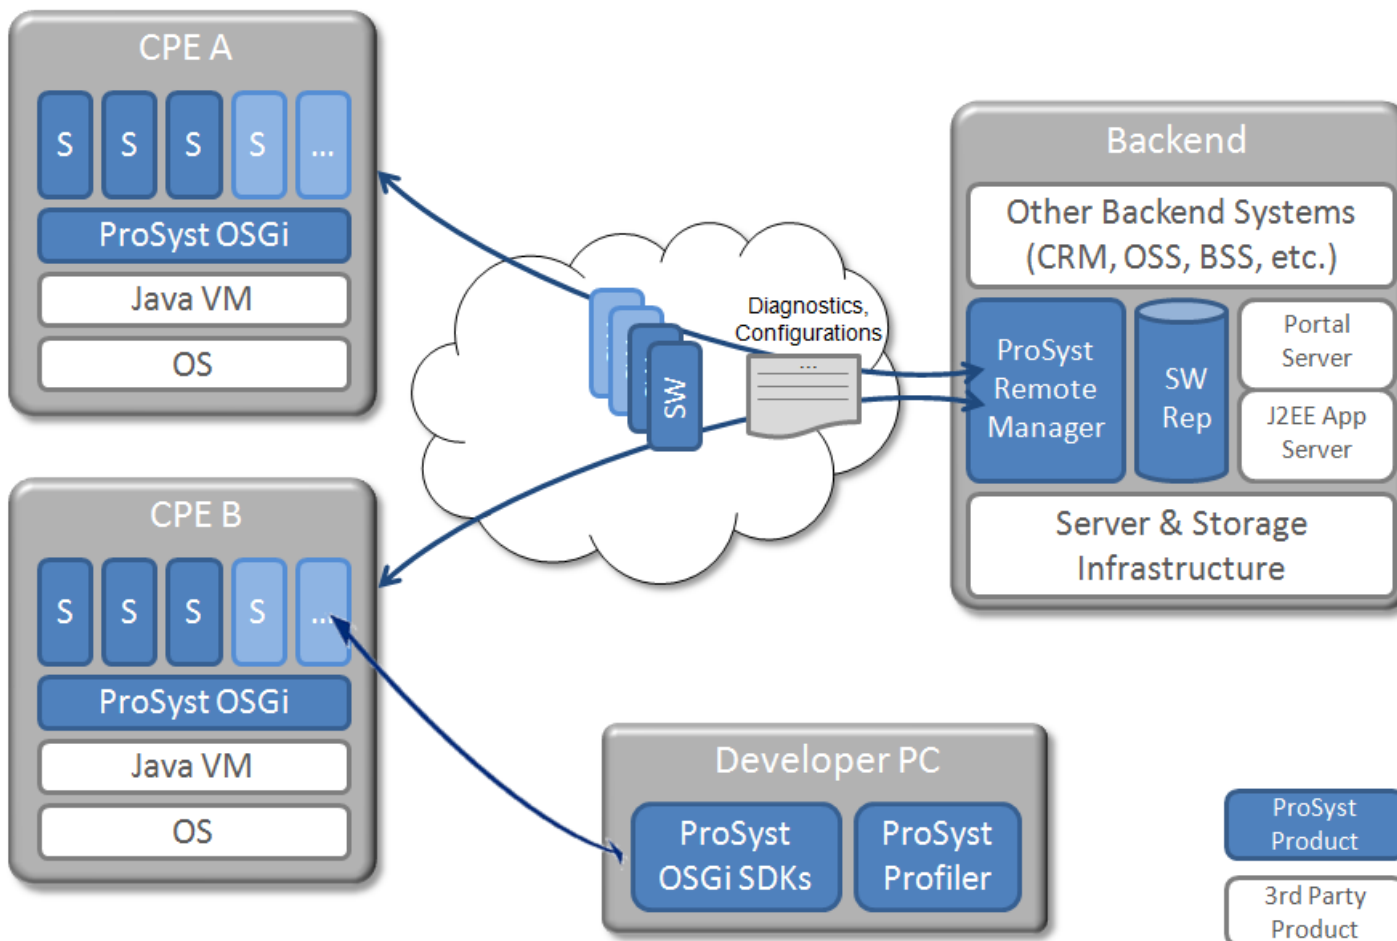 CPE A
S S S S ...
ProSyst OSGi
Java VM
OS
CPE B
S S S S ...
ProSyst OSGi
Java VM
OS
Diagnostics,
Configurations
...
SW
Backend
Other Backend Systems
(CRM, OSS, BSS, etc.)
ProSyst
Remote
Manager
SW
Rep
Portal
Server
J2EE App
Server
Server & Storage
Infrastructure
Developer PC
ProSyst
OSGi SDKs
ProSyst
Profiler
ProSyst
Product
3rd Party
Product